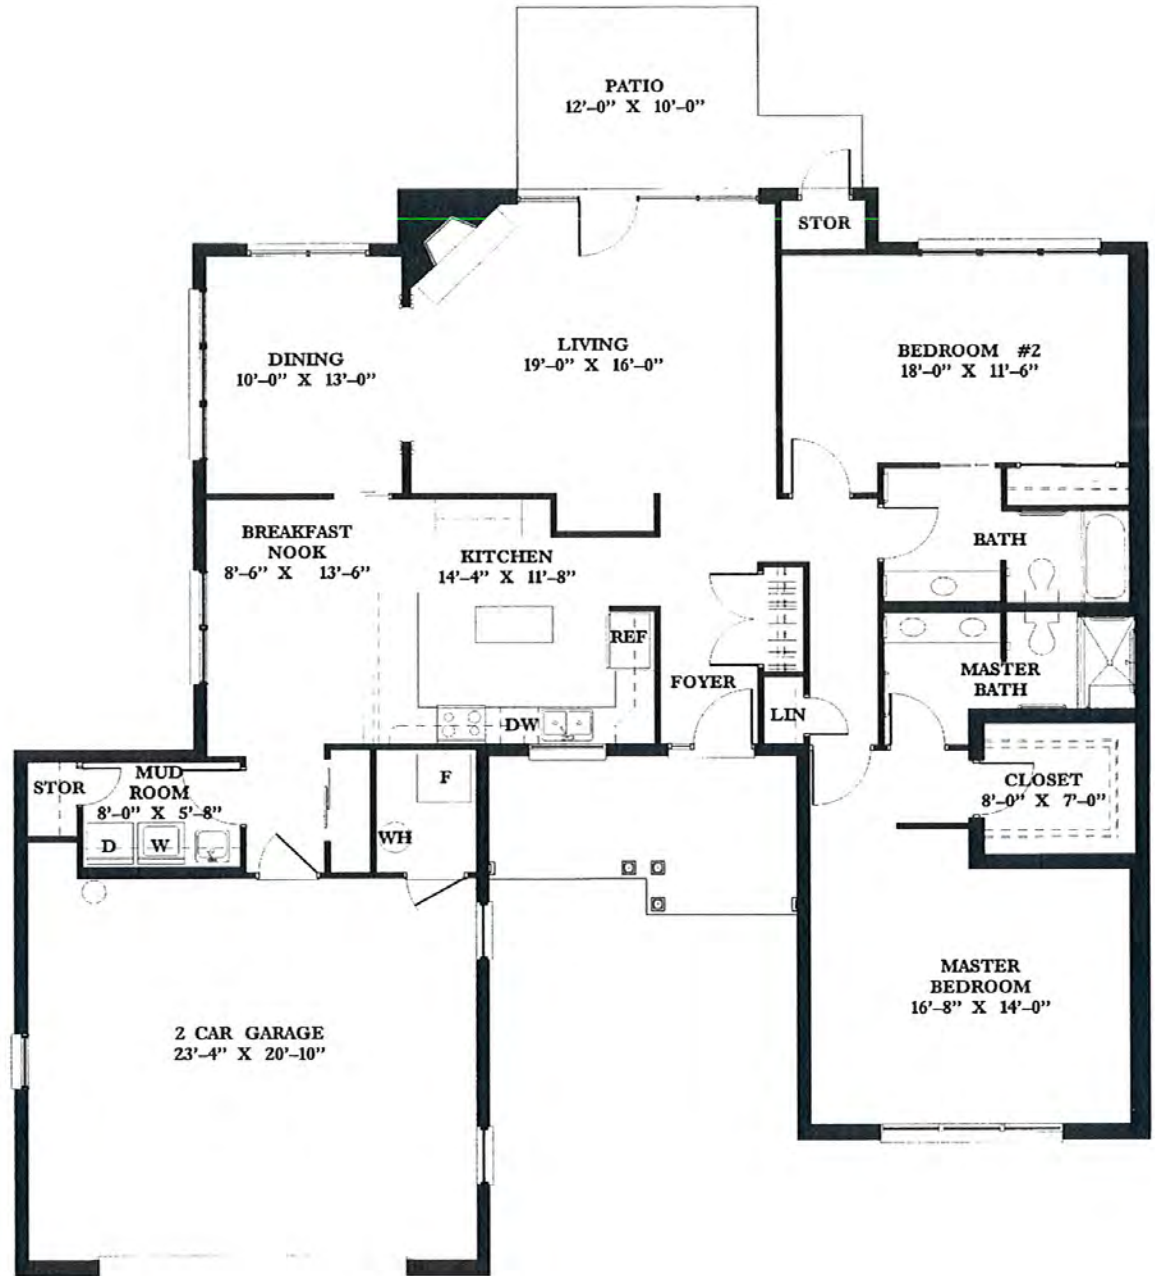 PATIO
12'–0" X 10'–0"
STOR
LIVING
19'–0" X 16'–0"
DINING
10'–0" X 13'–0"
BEDROOM #2
18'–0" X 11'–6"
BREAKFAST
NOOK
8'–6" X 13'–6"
KITCHEN
14'–4" X 11'–8"
BATH
REF
FOYER
MASTER
BATH
DW
LIN
STOR
MUD
ROOM
8'–0" X 5'–8"
F
CLOSET
8'–0" X 7'–0"
D
W
WH
MASTER
BEDROOM
16'–8" X 14'–0"
2 CAR GARAGE
23'–4" X 20'–10"